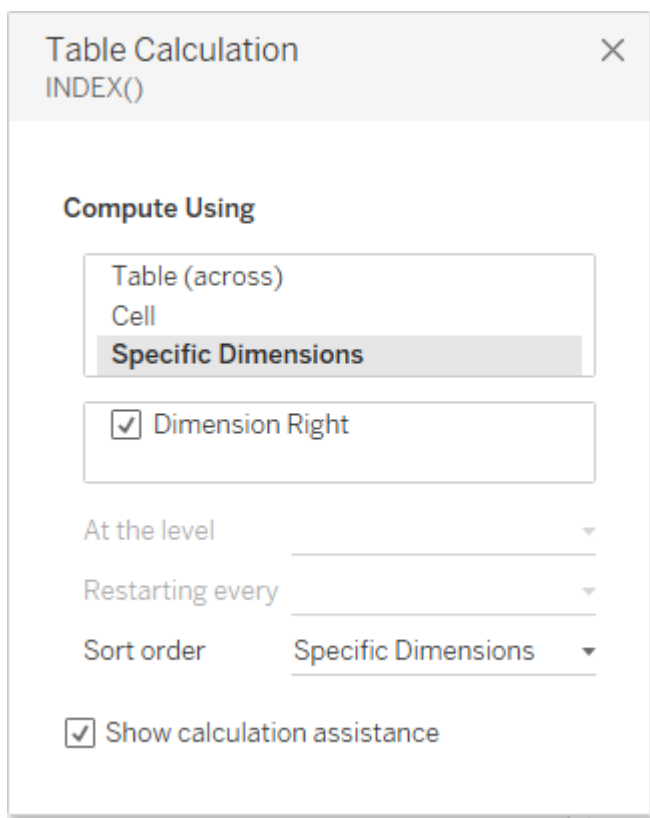 Table Calculation
INDEX()
Compute Using
Table (across)
Cell
Specific Dimensions
Dimension Right
At the level
Restarting every
Sort order Specific Dimensions
Show calculation assistance